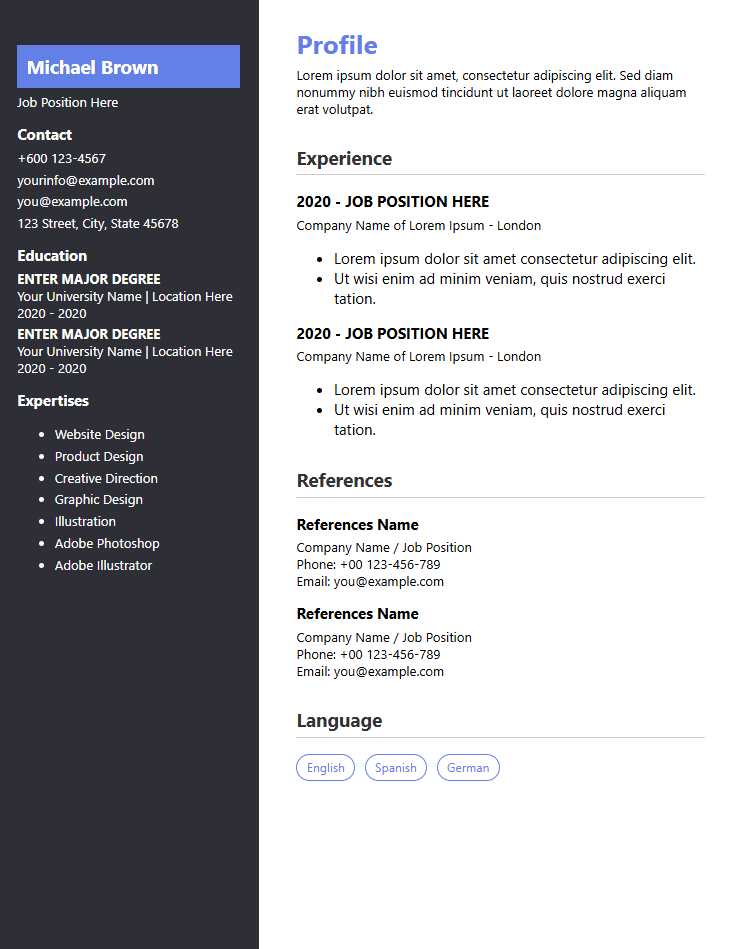 Michael Brown
Job Position Here
Contact
+600 123-4567
yourinfo@example.com
you@example.com
123 Street, City, State 45678
Education
ENTER MAJOR DEGREE
Your University Name | Location Here
2020 - 2020
ENTER MAJOR DEGREE
Your University Name | Location Here
2020 - 2020
Expertises
• Website Design
• Product Design
• Creative Direction
• Graphic Design
• Illustration
• Adobe Photoshop
• Adobe Illustrator
Profile
Lorem ipsum dolor sit amet, consectetur adipiscing elit. Sed diam
nonummy nibh euismod tincidunt ut laoreet dolore magna aliquam
erat volutpat.
Experience
2020 - JOB POSITION HERE
Company Name of Lorem Ipsum - London
• Lorem ipsum dolor sit amet consectetur adipiscing elit.
• Ut wisi enim ad minim veniam, quis nostrud exerci
tation.
2020 - JOB POSITION HERE
Company Name of Lorem Ipsum - London
• Lorem ipsum dolor sit amet consectetur adipiscing elit.
• Ut wisi enim ad minim veniam, quis nostrud exerci
tation.
References
References Name
Company Name / Job Position
Phone: +00 123-456-789
Email: you@example.com
References Name
Company Name / Job Position
Phone: +00 123-456-789
Email: you@example.com
Language
English Spanish German